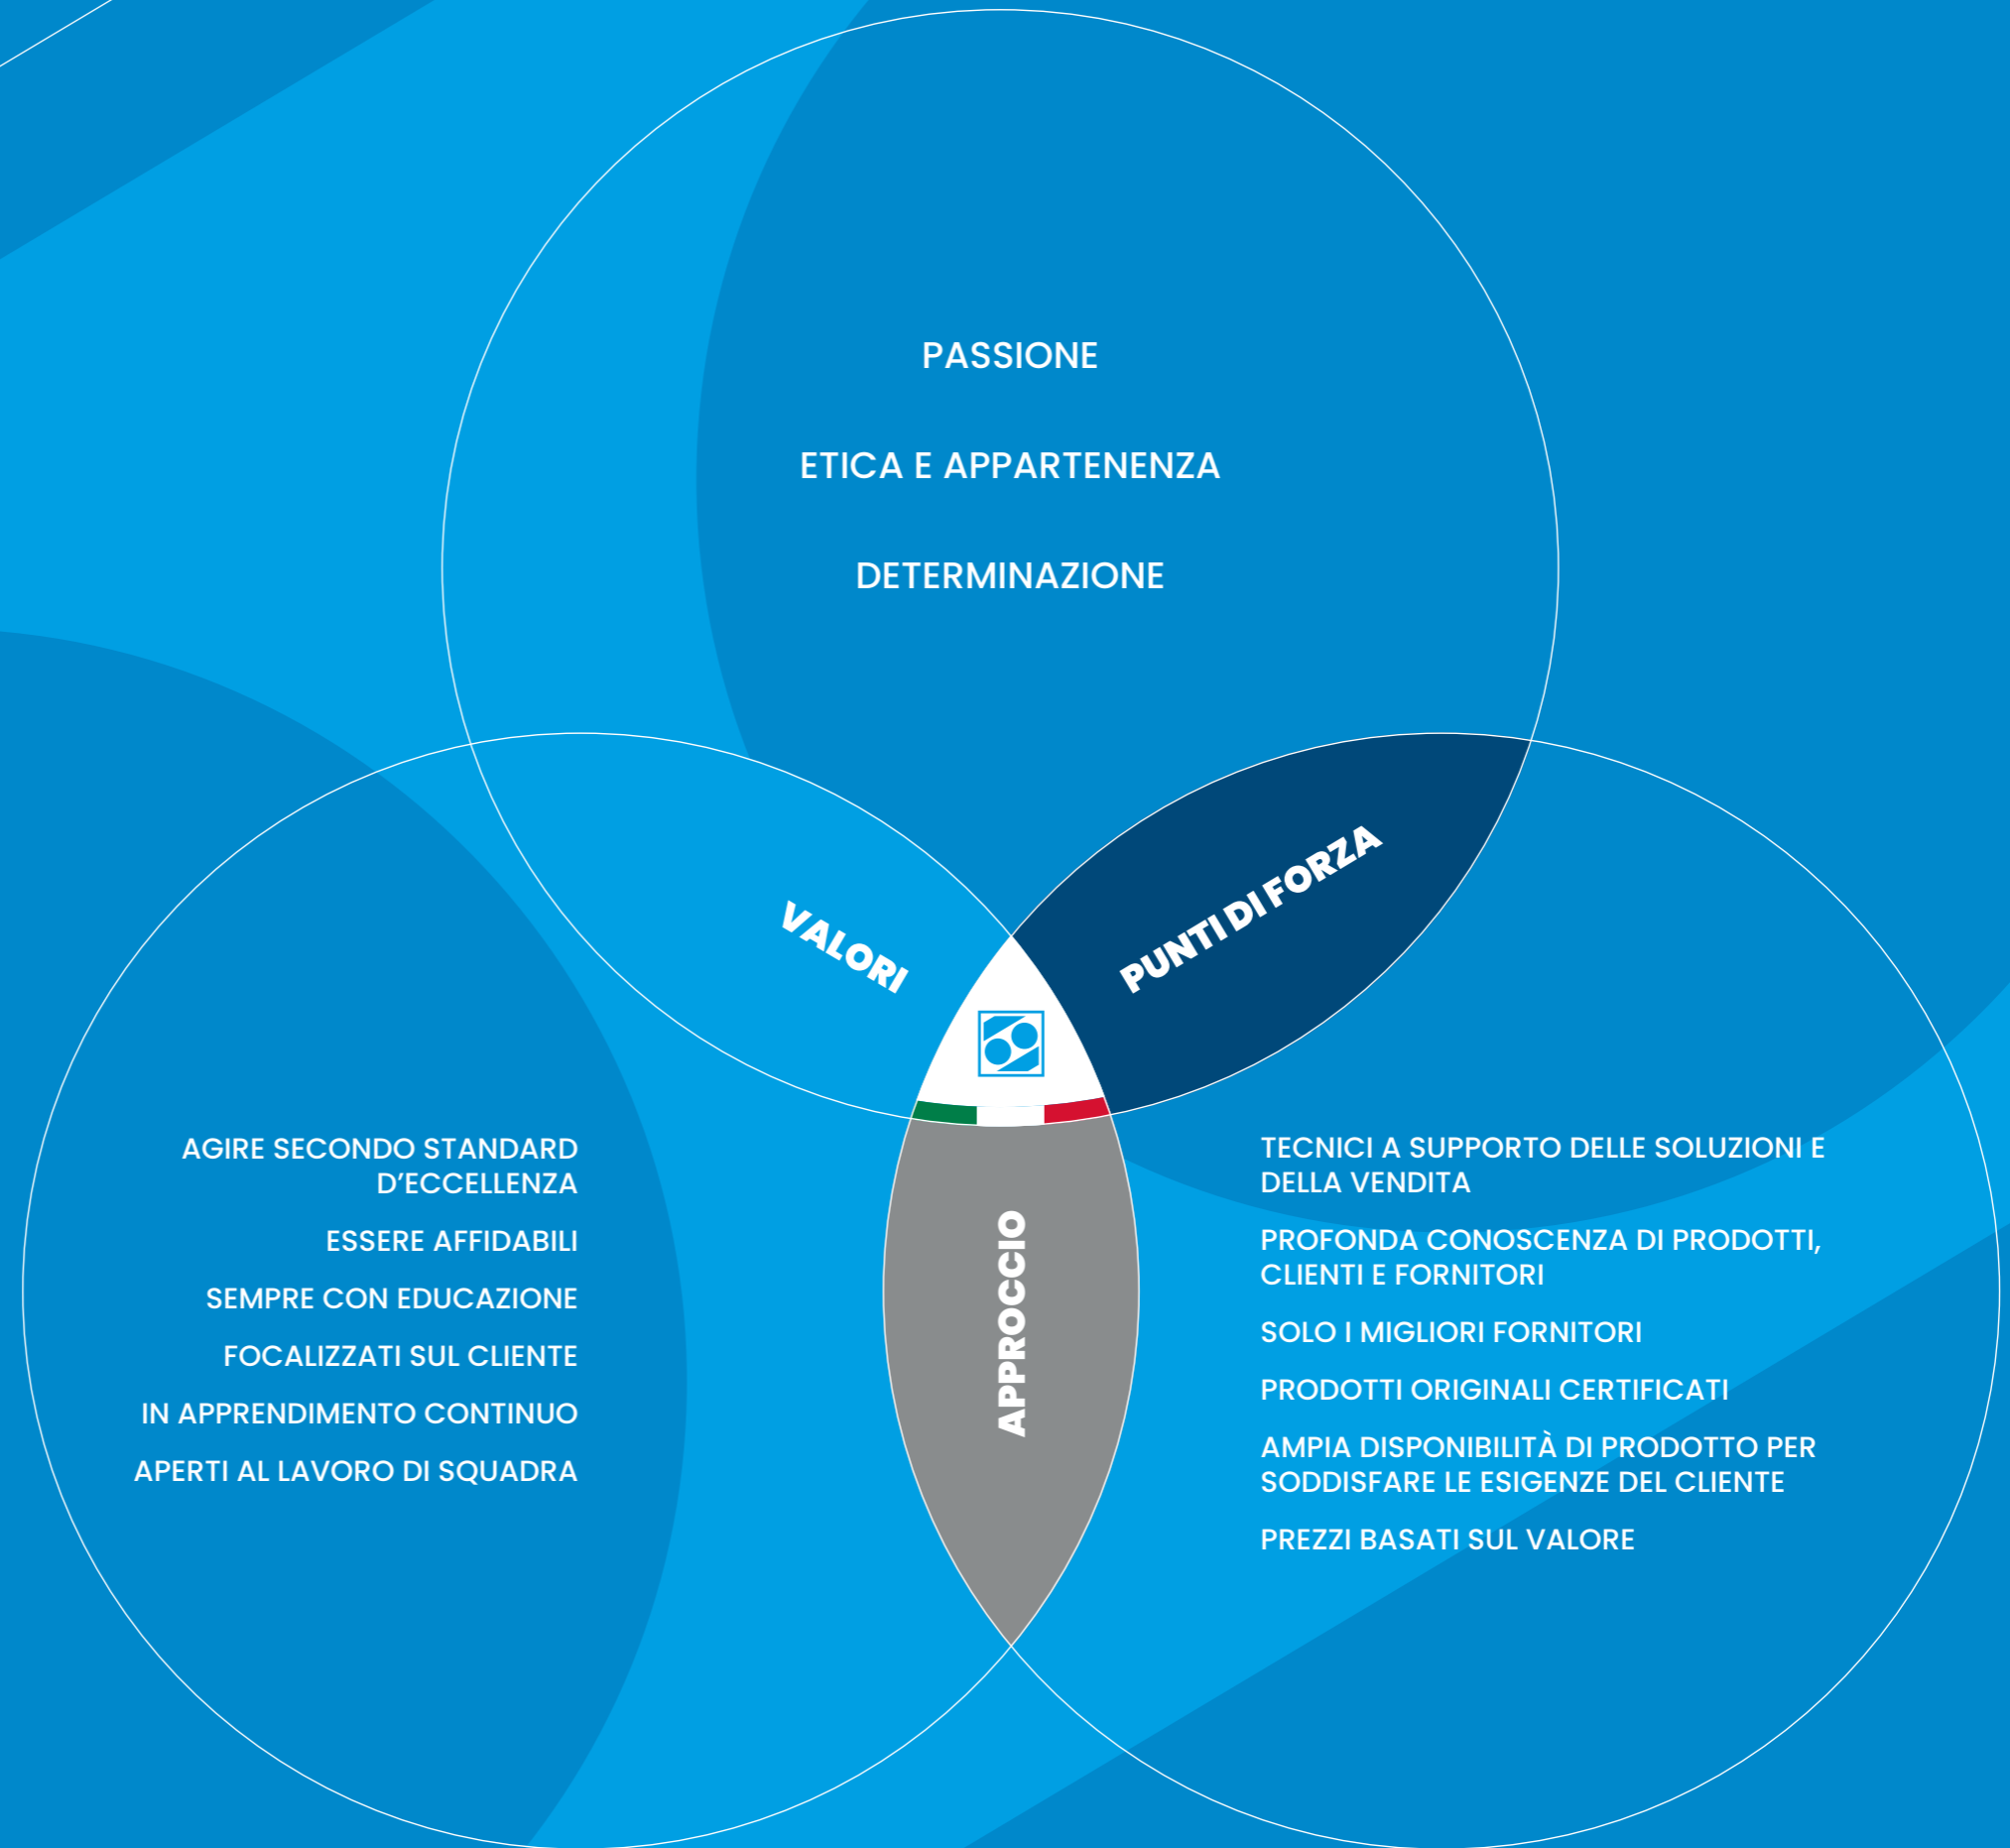 PASSIONE
ETICA E APPARTENENZA
DETERMINAZIONE
VALORI
PUNTI DI FORZA
APPROCCIO
AGIRE SECONDO STANDARD
D’ECCELLENZA
ESSERE AFFIDABILI
SEMPRE CON EDUCAZIONE
FOCALIZZATI SUL CLIENTE
IN APPRENDIMENTO CONTINUO
APERTI AL LAVORO DI SQUADRA
TECNICI A SUPPORTO DELLE SOLUZIONI E
DELLA VENDITA
PROFONDA CONOSCENZA DI PRODOTTI,
CLIENTI E FORNITORI
SOLO I MIGLIORI FORNITORI
PRODOTTI ORIGINALI CERTIFICATI
AMPIA DISPONIBILITÀ DI PRODOTTO PER
SODDISFARE LE ESIGENZE DEL CLIENTE
PREZZI BASATI SUL VALORE